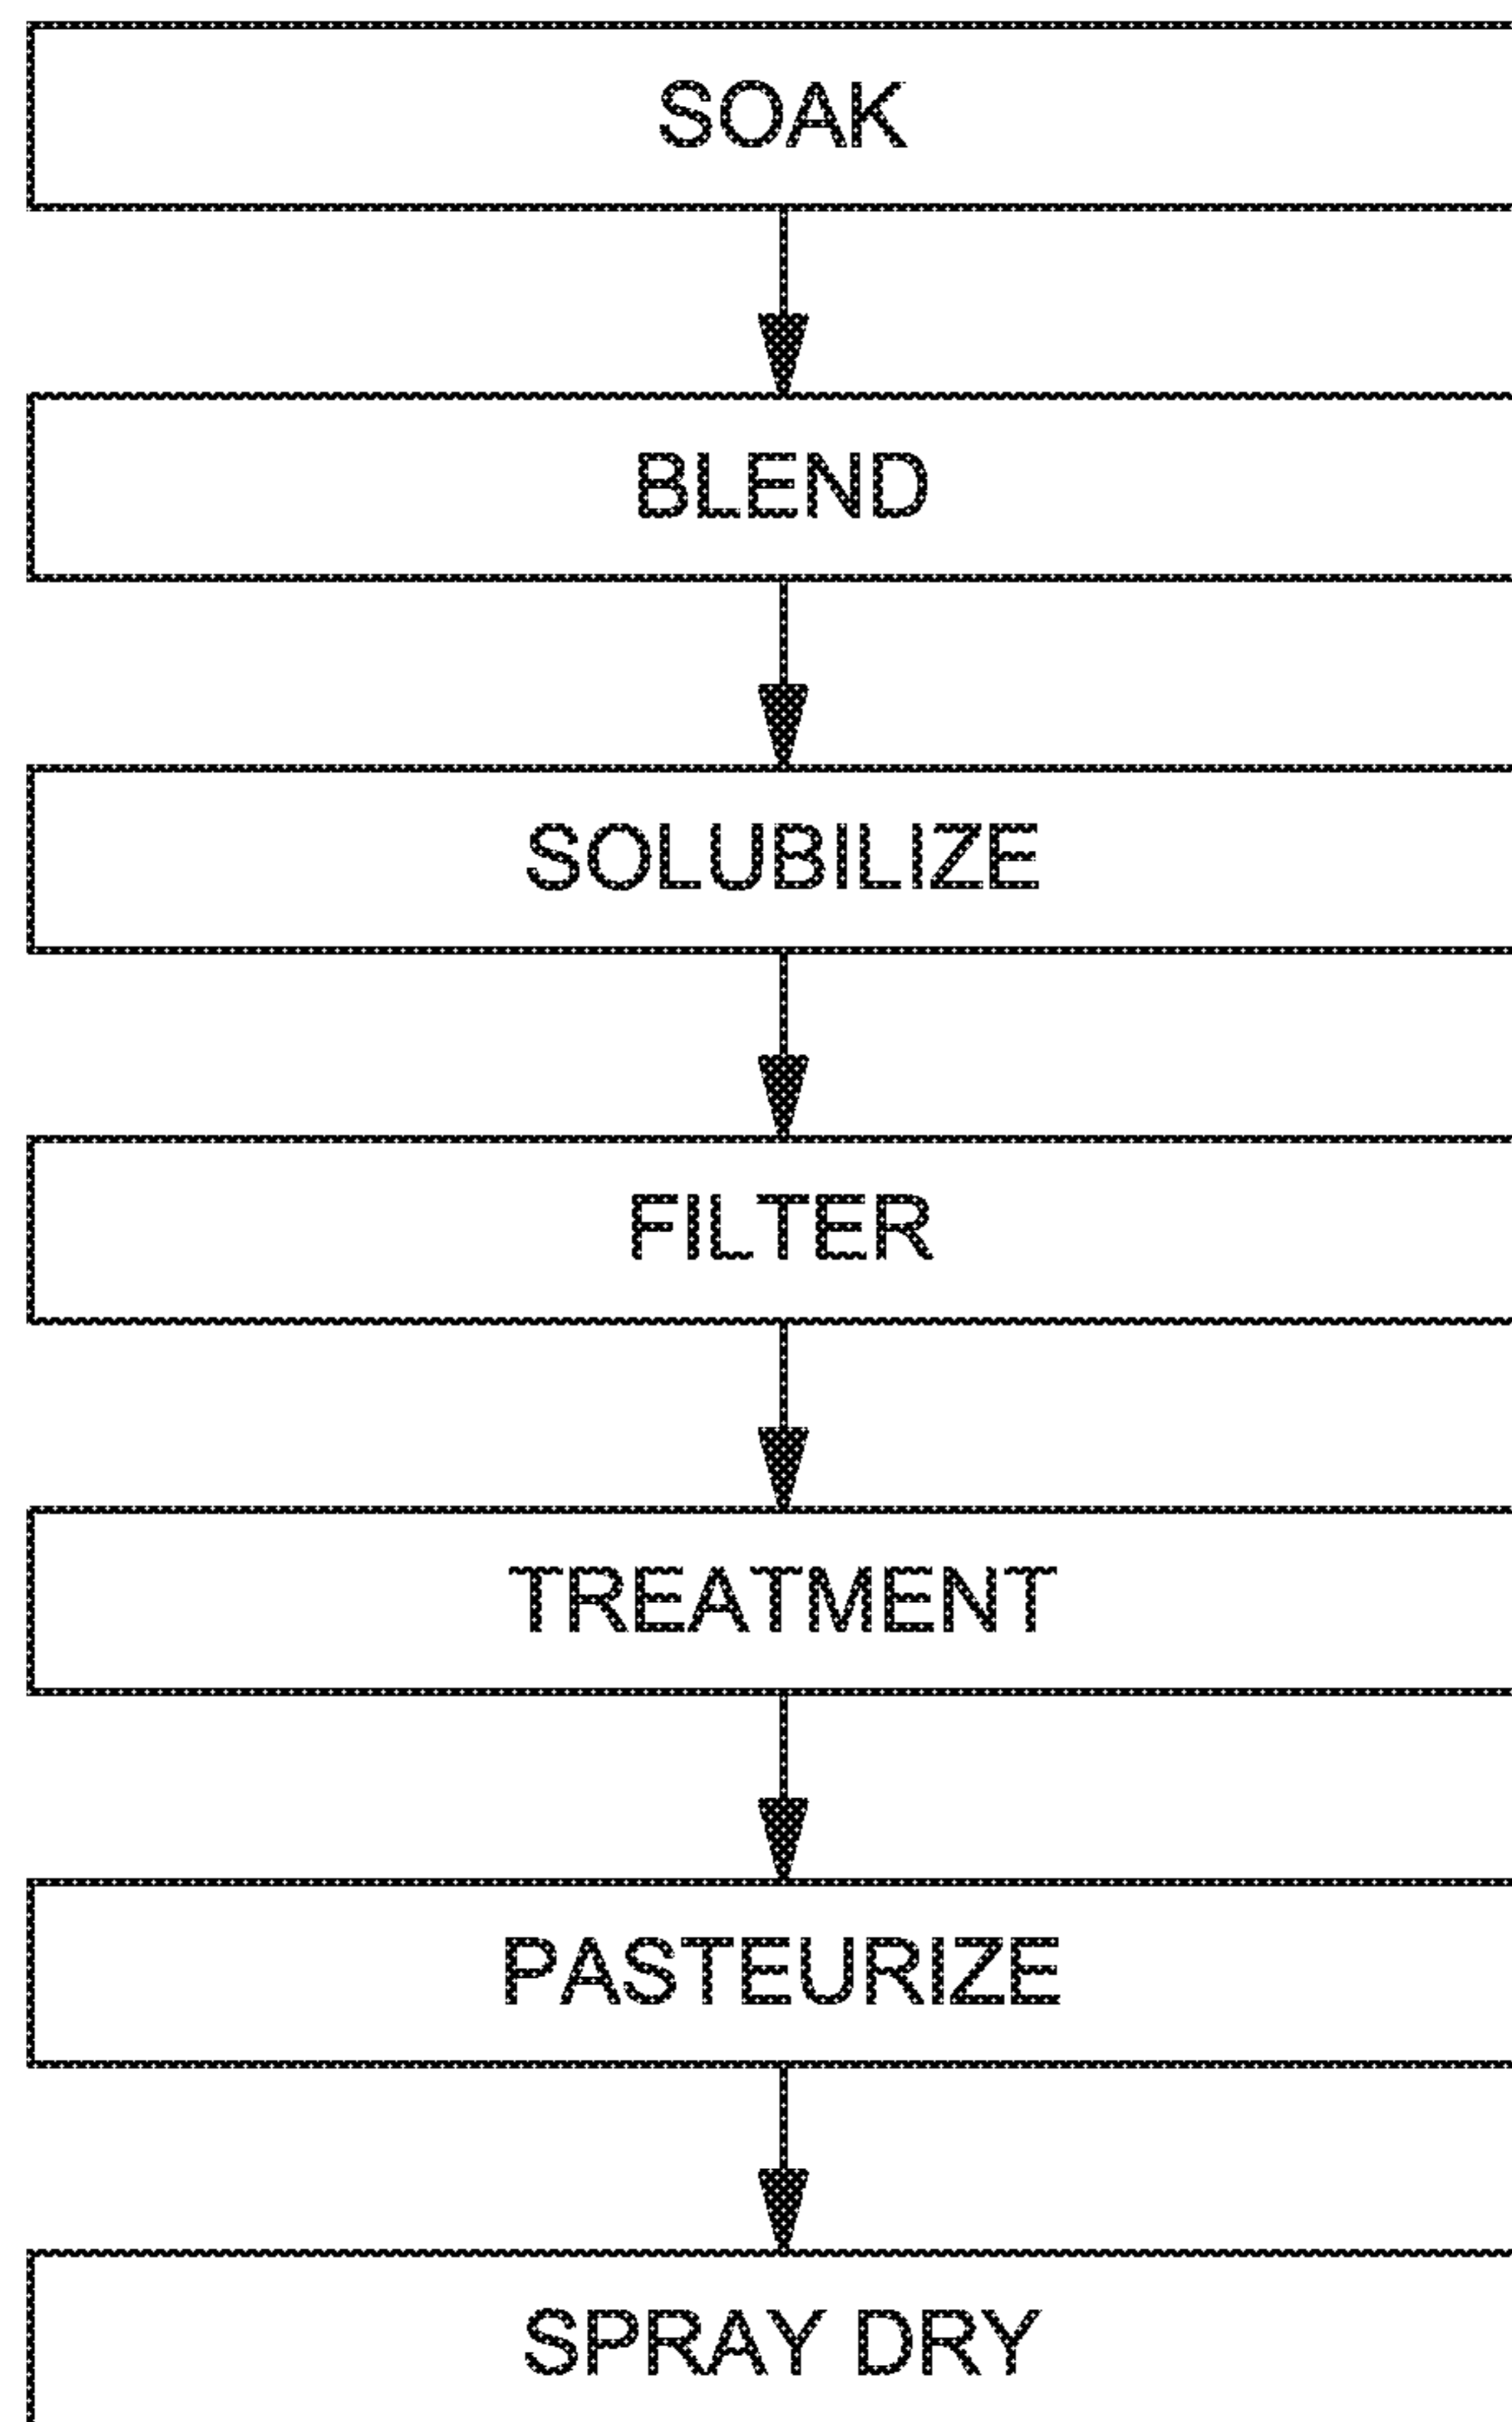 SOAK
BLEND
SOLUBILIZE
FILTER
TREATMENT
PASTEURIZE
SPRAY DRY